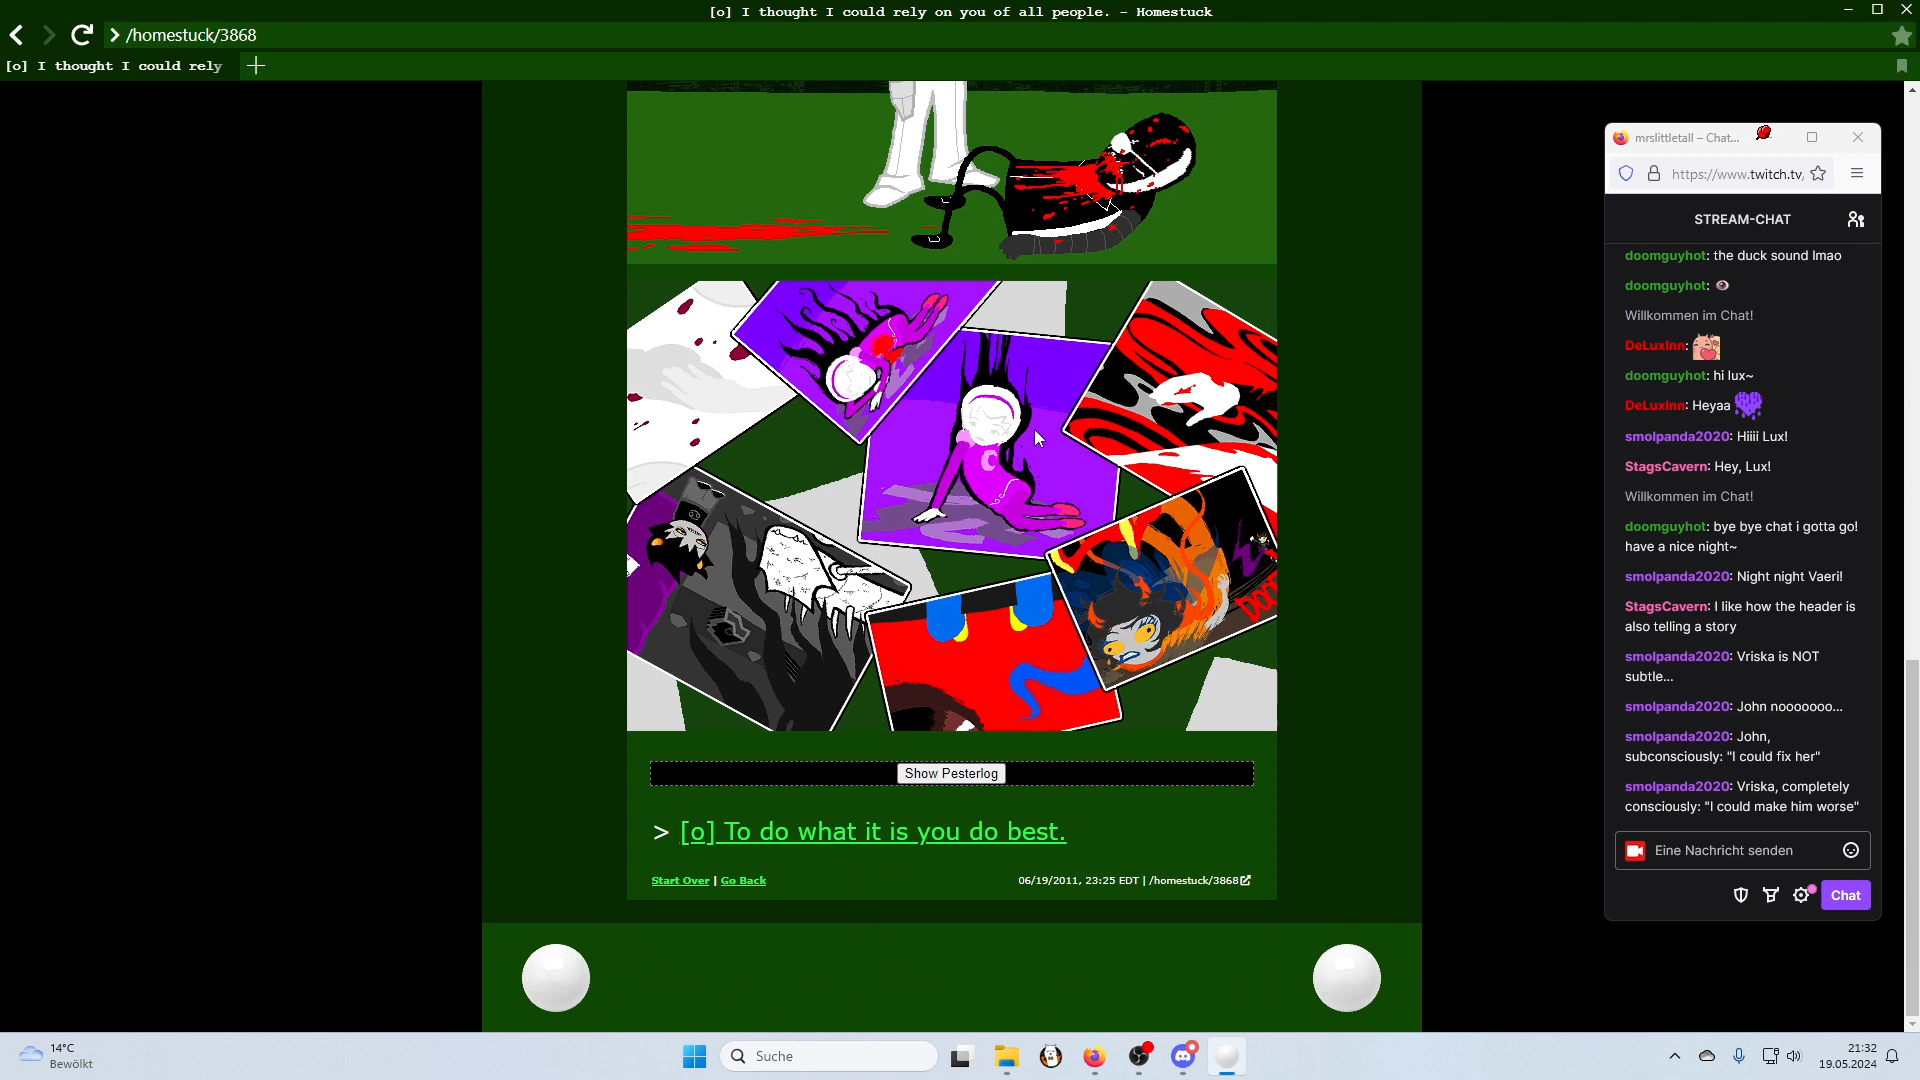 [o] I thought I could rely on you of all people. – Homestuck
/homestuck/3868
[o] I thought I could rely
mrslittletall – Chat...
https://www.twitch.tv/
STREAM-CHAT
doomguyhot: the duck sound lmao
doomguyhot:
Willkommen im Chat!
DeLuxInn:
doomguyhot: hi lux~
DeLuxInn: Heyaa
smolpanda2020: Hiiii Lux!
StagsCavern: Hey, Lux!
Willkommen im Chat!
doomguyhot: bye bye chat i gotta go!
have a nice night~
smolpanda2020: Night night Vaeri!
StagsCavern: I like how the header is
also telling a story
smolpanda2020: Vriska is NOT
subtle...
smolpanda2020: John nooooooo...
smolpanda2020: John,
subconsciously: "I could fix her"
smolpanda2020: Vriska, completely
consciously: "I could make him worse"
Eine Nachricht senden
Chat
Show Pesterlog
> [o] To do what it is you do best.
Start Over | Go Back
06/19/2011, 23:25 EDT | /homestuck/3868
14°C
Bewölkt
Suche
21:32
19.05.2024